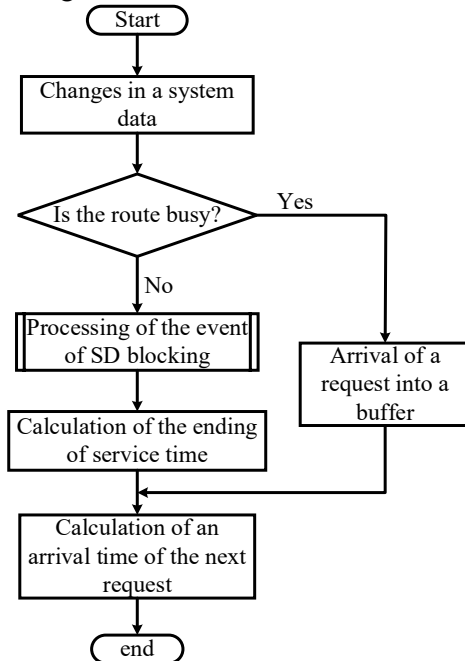 Start
Changes in a system
data
Is the route busy?
Yes
No
Processing of the event
of SD blocking
Arrival of a
request into a
buffer
Calculation of the ending
of service time
Calculation of an
arrival time of the next
request
end